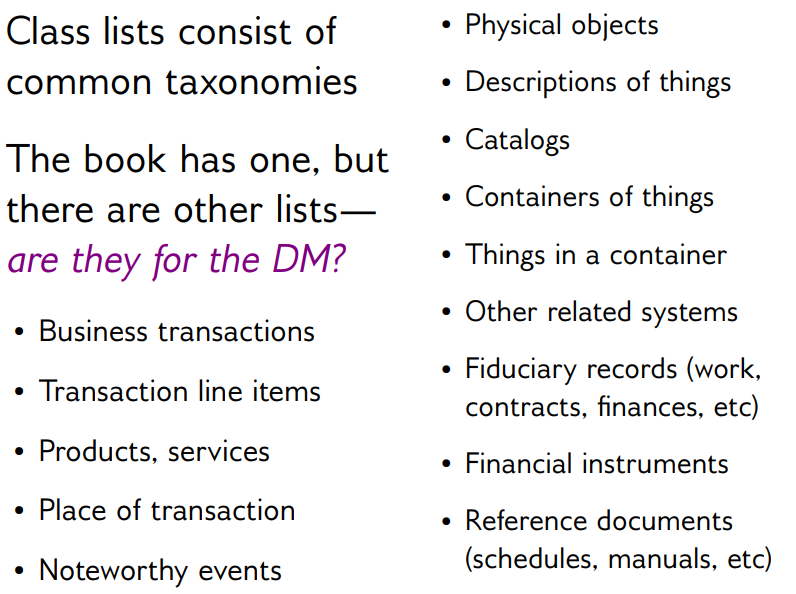 Class lists consist of
common taxonomies
The book has one, but
there are other lists—
are they for the DM?
• Business transactions
• Transaction line items
• Products, services
• Place of transaction
• Noteworthy events
• Physical objects
• Descriptions of things
• Catalogs
• Containers of things
• Things in a container
• Other related systems
• Fiduciary records (work,
contracts, finances, etc)
• Financial instruments
• Reference documents
(schedules, manuals, etc)